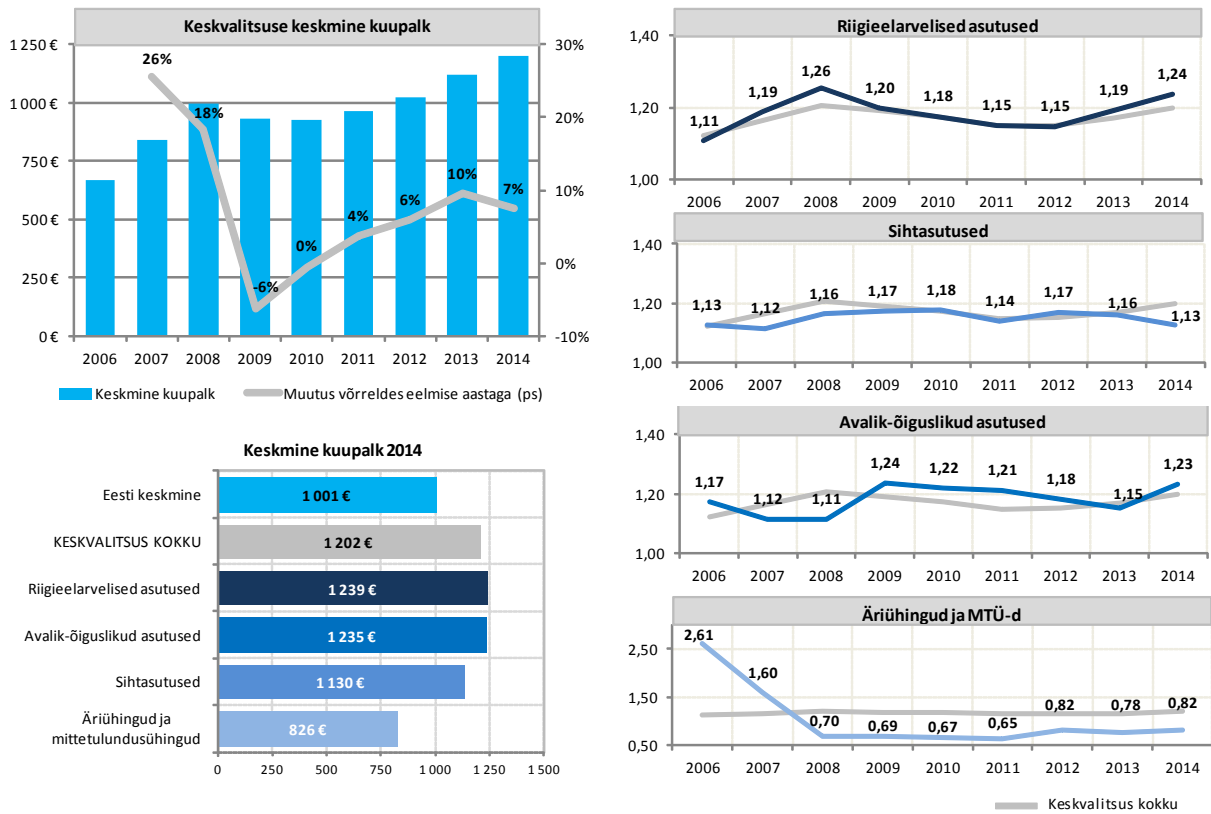 Keskvalitsuse keskmine kuupalk
1 250 €
1 000 €
750 €
500 €
250 €
0 €
30%
20%
10%
0%
-10%
26%
18%
-6%
0%
4%
6%
10%
7%
2006 2007 2008 2009 2010 2011 2012 2013 2014
Keskmine kuupalk Muutus võrreldes eelmise aastaga (ps)
Keskmine kuupalk 2014
Eesti keskmine 1 001 €
KESKVALITSUS KOKKU 1 202 €
Riigieelarvelised asutused 1 239 €
Avalik-õiguslikud asutused 1 235 €
Sihtasutused 1 130 €
Äriühingud ja
mittetulundusühingud 826 €
0 250 500 750 1 000 1 250 1 500
Riigieelarvelised asutused
1,40
1,20
1,00
1,11 1,19 1,26 1,20 1,18 1,15 1,15 1,19 1,24
2006 2007 2008 2009 2010 2011 2012 2013 2014
Sihtasutused
1,40
1,20
1,00
1,13 1,12 1,16 1,17 1,18 1,14 1,17 1,16 1,13
2006 2007 2008 2009 2010 2011 2012 2013 2014
Avalik-õiguslikud asutused
1,40
1,20
1,00
1,17 1,12 1,11 1,24 1,22 1,21 1,18 1,15 1,23
2006 2007 2008 2009 2010 2011 2012 2013 2014
Äriühingud ja MTÜ-d
2,50
1,50
0,50
2,61 1,60 0,70 0,69 0,67 0,65 0,82 0,78 0,82
2006 2007 2008 2009 2010 2011 2012 2013 2014
Keskvalitsus kokku